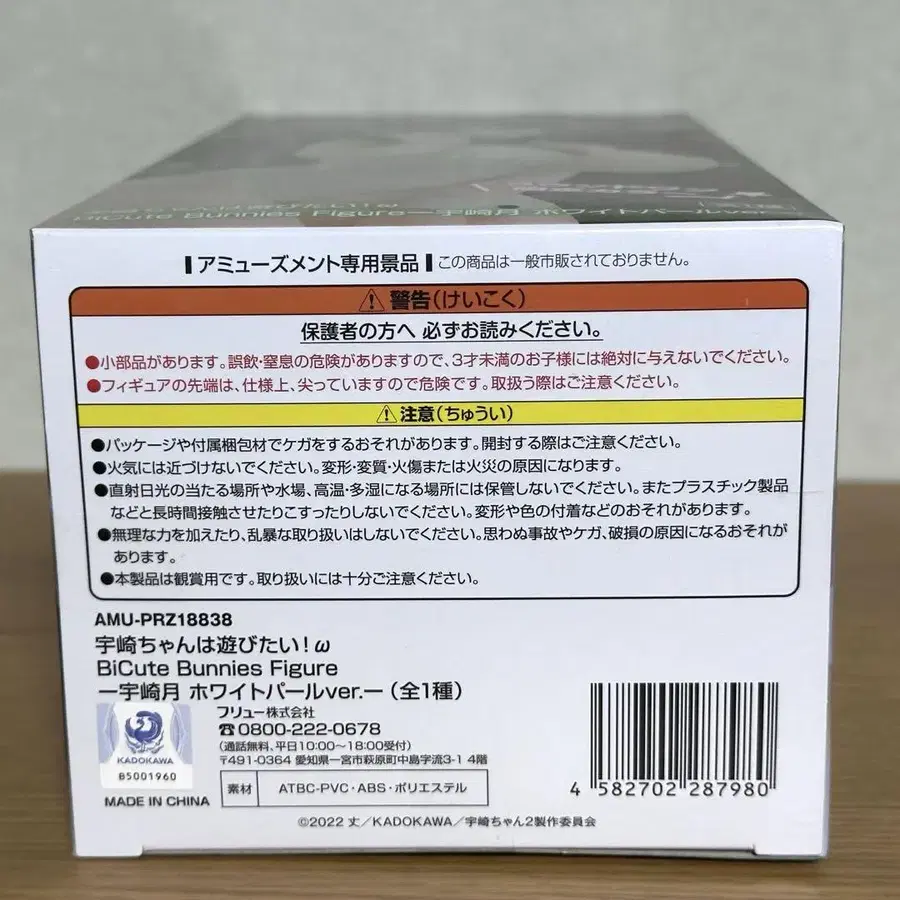 BiCute Bunnies Figure ー宇崎月 ホワイトパールver.ー
アミューズメント専用景品 この商品は一般市販されておりません。
⚠警告(けいこく)
保護者の方へ 必ずお読みください。
●小部品があります。誤飲・窒息の危険がありますので、3才未満のお子様には絶対に与えないでください。
●フィギュアの先端は、仕様上、尖っていますので危険です。取扱う際はご注意ください。
⚠注意(ちゅうい)
●パッケージや付属梱包材でケガをするおそれがあります。開封する際はご注意ください。
●火気には近づけないでください。変形・変質・火傷または火災の原因になります。
●直射日光の当たる場所や水場、高温・多湿になる場所には保管しないでください。またプラスチック製品
などと長時間接触させたりこすったりしないでください。変形や色の付着などのおそれがあります。
●無理な力を加えたり、乱暴な取り扱いはしないでください。思わぬ事故やケガ、破損の原因になるおそれが
あります。
●本製品は観賞用です。取り扱いには十分ご注意ください。
AMU-PRZ18838
宇崎ちゃんは遊びたい!ω
BiCute Bunnies Figure
ー宇崎月 ホワイトパールver.ー(全1種)
フリュー株式会社
☎0800-222-0678
(通話無料、平日10:00〜18:00受付)
〒491-0364 愛知県一宮市萩原町中島字流3-1 4階
KADOKAWA
B5001960
MADE IN CHINA
素材 ATBC-PVC・ABS・ポリエステル
4 582702 287980
©2022 丈/KADOKAWA/宇崎ちゃん2製作委員会